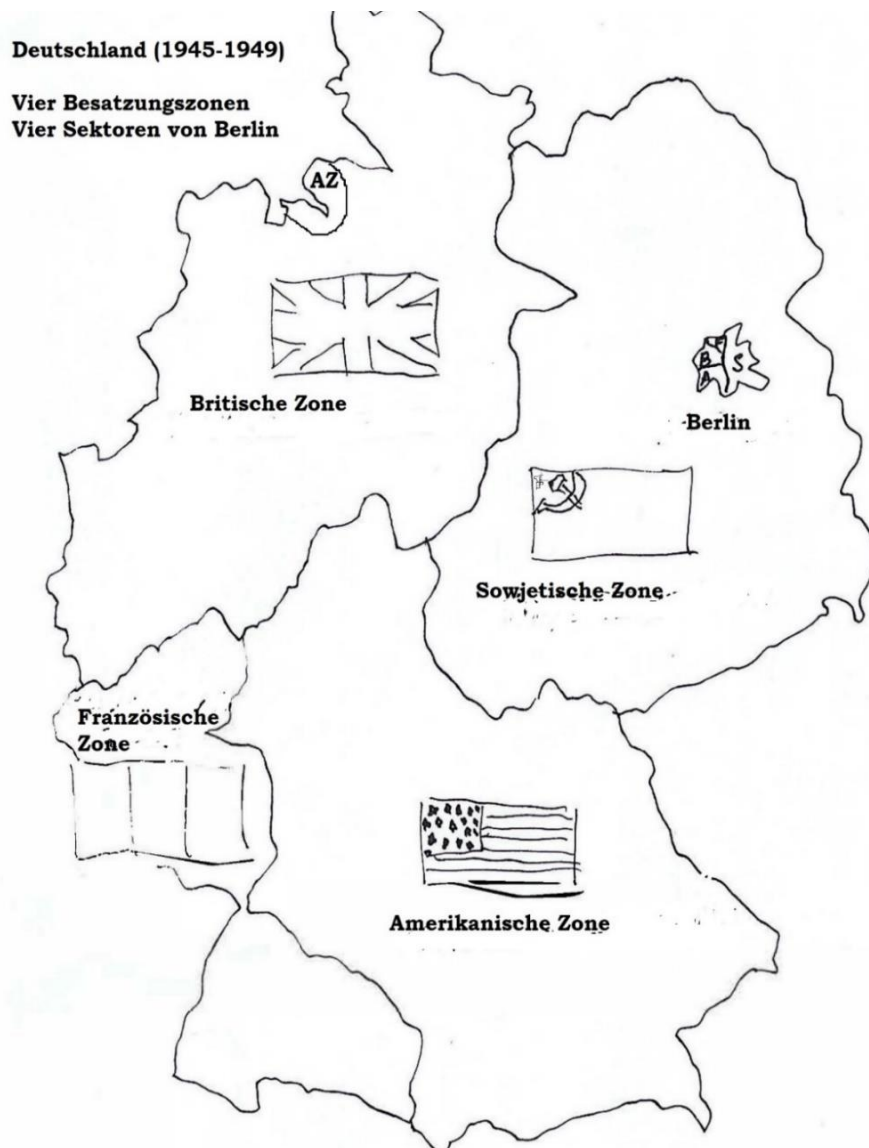 Deutschland (1945-1949)
Vier Besatzungszonen
Vier Sektoren von Berlin
AZ
Britische Zone
F
B
S
A
Berlin
Sowjetische Zone
Französische
Zone
Amerikanische Zone